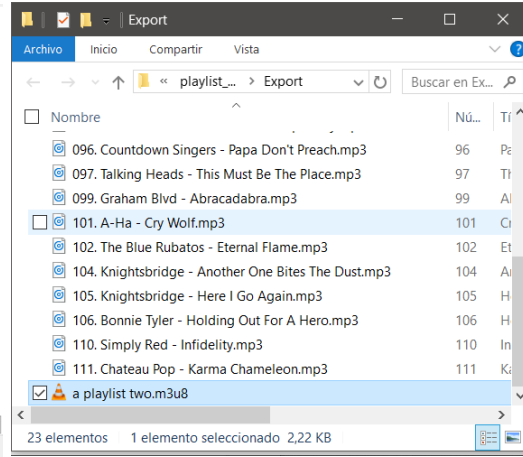 Export
Archivo Inicio Compartir Vista
« playlist_... > Export Buscar en Ex...
Nombre Nú...
096. Countdown Singers - Papa Don't Preach.mp3 96
097. Talking Heads - This Must Be The Place.mp3 97
099. Graham Blvd - Abracadabra.mp3 99
101. A-Ha - Cry Wolf.mp3 101
102. The Blue Rubatos - Eternal Flame.mp3 102
104. Knightsbridge - Another One Bites The Dust.mp3 104
105. Knightsbridge - Here I Go Again.mp3 105
106. Bonnie Tyler - Holding Out For A Hero.mp3 106
110. Simply Red - Infidelity.mp3 110
111. Chateau Pop - Karma Chameleon.mp3 111
a playlist two.m3u8
23 elementos 1 elemento seleccionado 2,22 KB